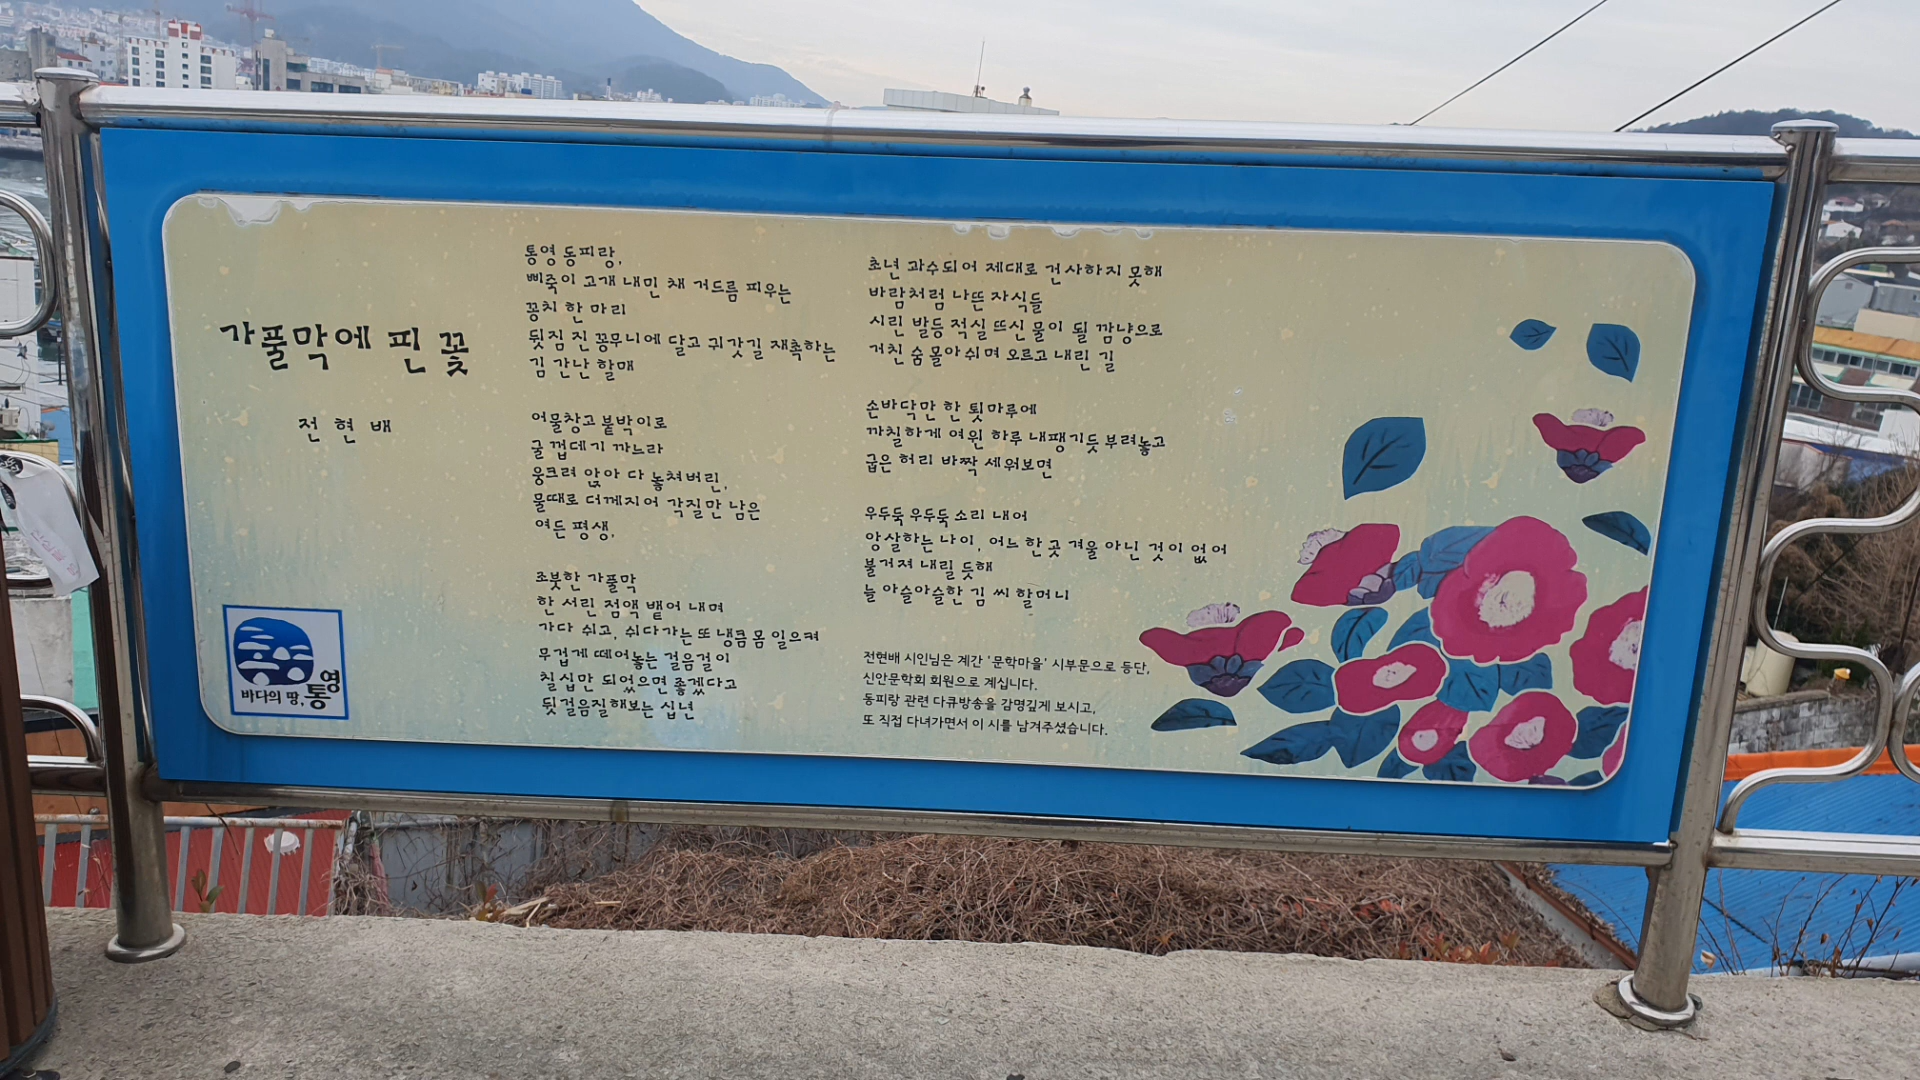 가풀막에 핀 꽃
전 현 배
통영 동피랑,
삐죽이 고개 내민 채 거드름 피우는
꽁치 한 마리
뒷짐 진 꽁무니에 달고 귀갓길 재촉하는
김 간난 할매
어물창고 붙박이로
굴 껍데기 까느라
웅크려 앉아 다 놓쳐버린,
물때로 더께지어 각질만 남은
여든 평생,
조붓한 가풀막
한 서린 점액 뱉어 내며
가다 쉬고, 쉬다가는 또 냉큼 몸 일으켜
무겁게 떼어놓는 걸음걸이
칠십만 되었으면 좋겠다고
뒷걸음질해보는 십년
초년 과수되어 제대로 건사하지 못해
바람처럼 나뜬 자식들
시린 발등 적실 뜨신 물이 될 깜냥으로
거친 숨 몰아 쉬며 오르고 내린 길
손바닥만 한 툇마루에
까칠하게 여윈 하루 내팽기듯 부려놓고
굽은 허리 바짝 세워보면
우두둑 우두둑 소리 내어
앙살하는 나이, 어느 한 곳 겨울 아닌 것이 없어
불거져 내릴 듯해
늘 아슬아슬한 김 씨 할머니
전현배 시인님은 계간 '문학마을' 시부문으로 등단,
신안문학회 회원으로 계십니다.
동피랑 관련 다큐방송을 감명깊게 보시고,
또 직접 다녀가면서 이 시를 남겨주셨습니다.
바다의 땅, 통영